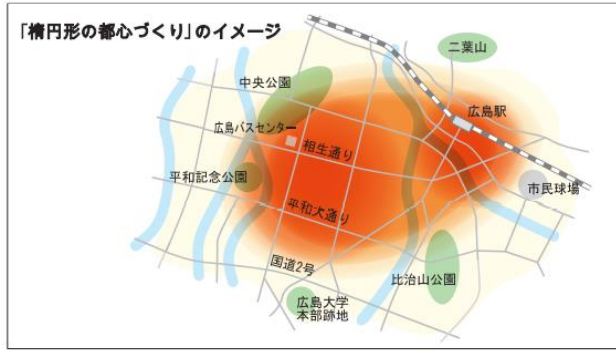 「楕円形の都心づくり」のイメージ
二葉山
中央公園
広島駅
広島バスセンター
相生通り
平和記念公園
市民球場
平和大通り
国道2号
比治山公園
広島大学
本部跡地